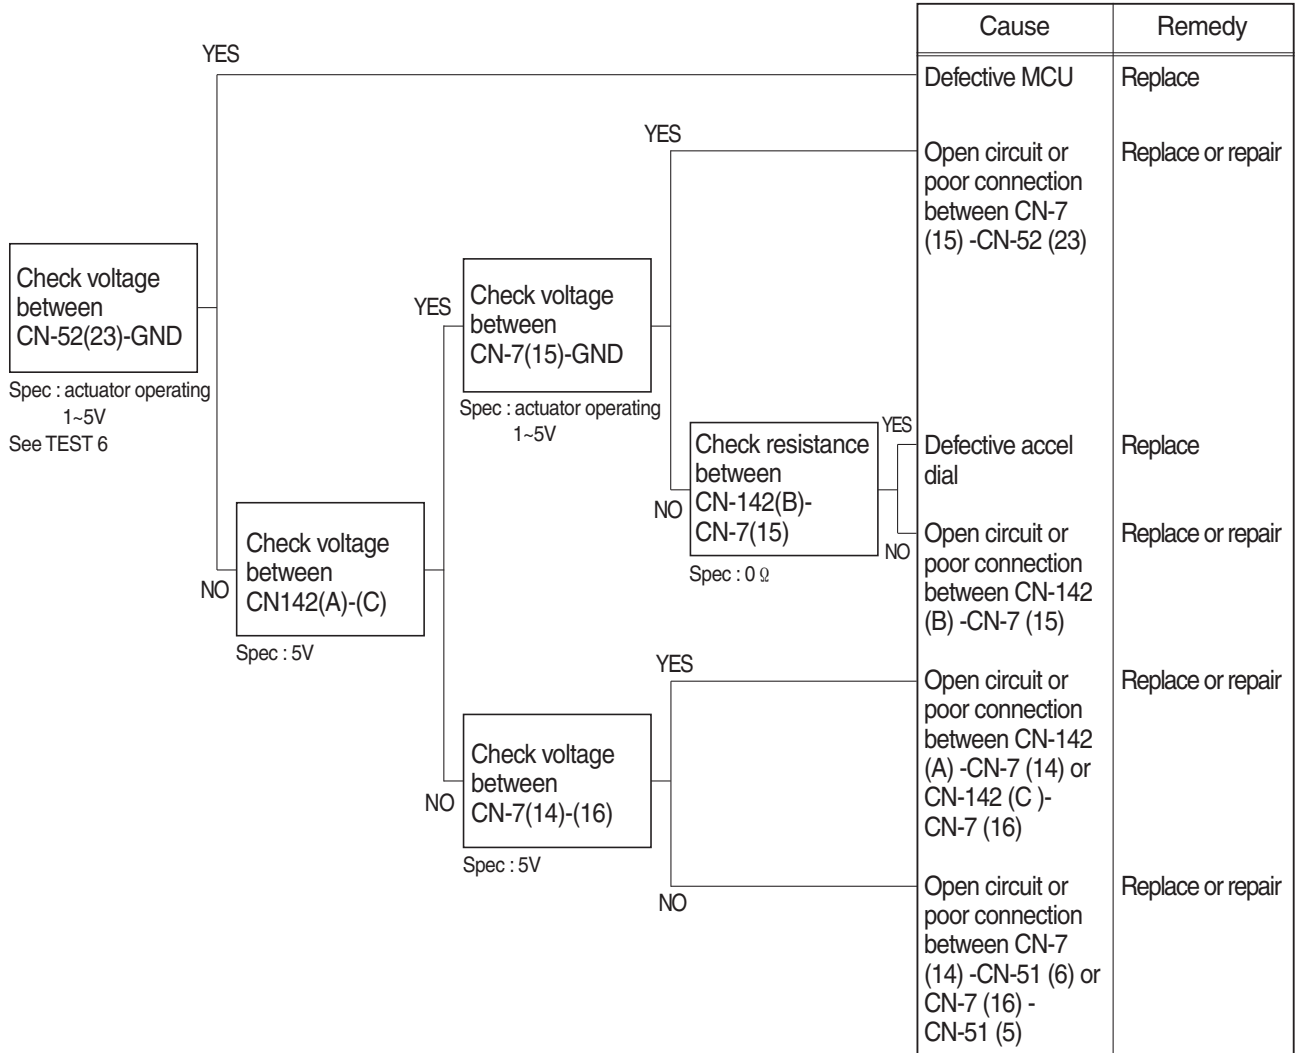 Cause
Remedy
YES
Defective MCU
Replace
YES
Open circuit or
poor connection
between CN-7
(15) -CN-52 (23)
Replace or repair
Check voltage
between
CN-52(23)-GND
Spec : actuator operating
1~5V
See TEST 6
YES
Check voltage
between
CN-7(15)-GND
Spec : actuator operating
1~5V
NO
Check resistance
between
CN-142(B)-
CN-7(15)
Spec : 0 Ω
YES
Defective accel
dial
Replace
NO
Open circuit or
poor connection
between CN-142
(B) -CN-7 (15)
Replace or repair
NO
Check voltage
between
CN142(A)-(C)
Spec : 5V
NO
Check voltage
between
CN-7(14)-(16)
Spec : 5V
YES
Open circuit or
poor connection
between CN-142
(A) -CN-7 (14) or
CN-142 (C )-
CN-7 (16)
Replace or repair
NO
Open circuit or
poor connection
between CN-7
(14) -CN-51 (6) or
CN-7 (16) -
CN-51 (5)
Replace or repair